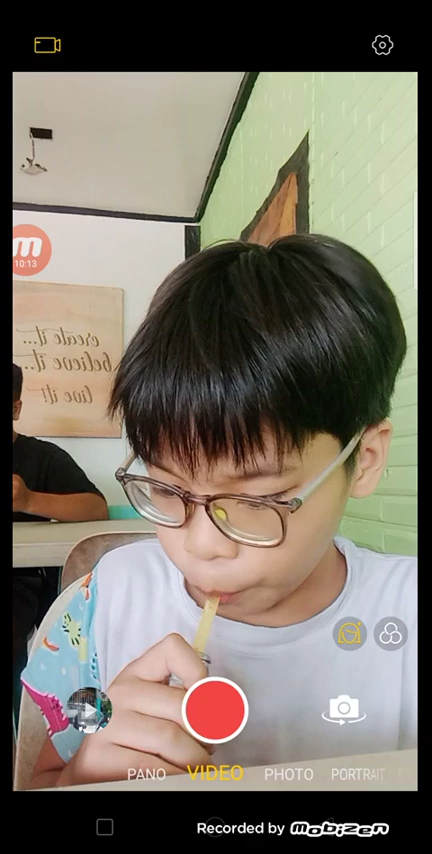 m
10:13
create it...
believe it...
live it!
PANO VIDEO PHOTO PORTRAIT
Recorded by Mobizen